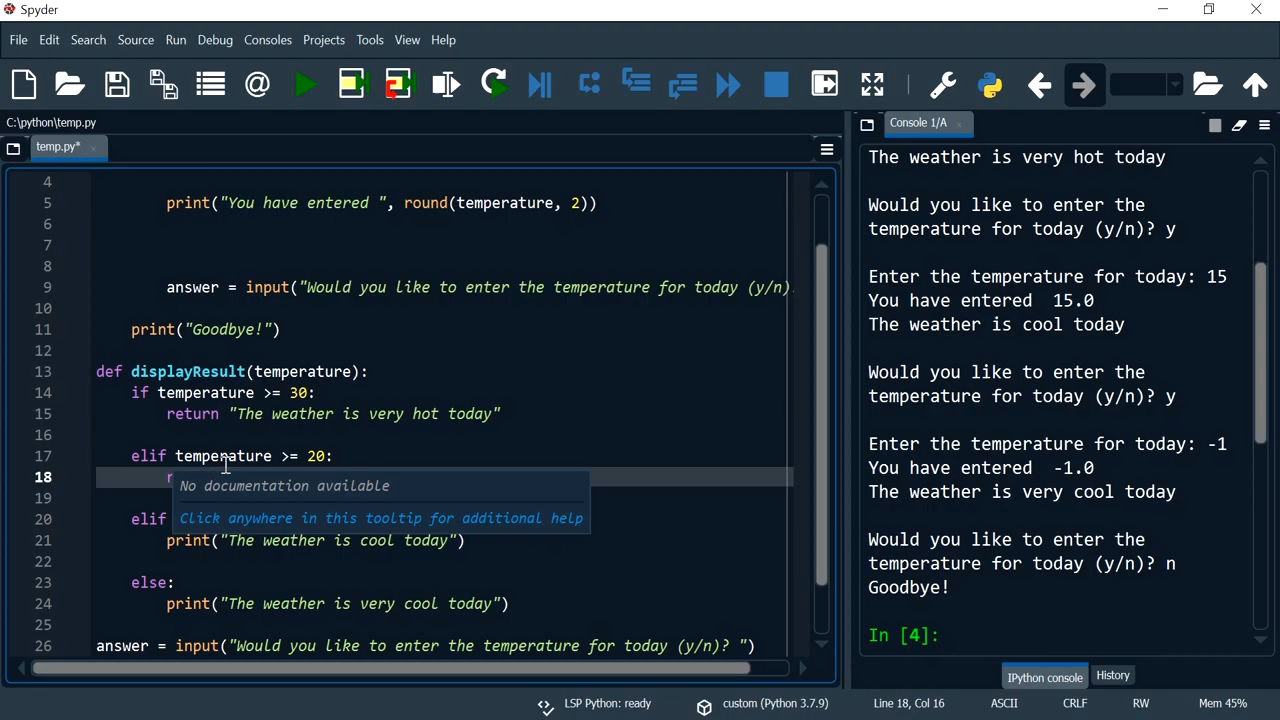 Spyder
File Edit Search Source Run Debug Consoles Projects Tools View Help
C:\python\temp.py
temp.py*
4
5 print("You have entered ", round(temperature, 2))
6
7
8
9 answer = input("Would you like to enter the temperature for today (y/n)
10
11 print("Goodbye!")
12
13 def displayResult(temperature):
14 if temperature >= 30:
15 return "The weather is very hot today"
16
17 elif temperature >= 20:
18 r
No documentation available
19
Click anywhere in this tooltip for additional help
20 elif
21 print("The weather is cool today")
22
23 else:
24 print("The weather is very cool today")
25
26 answer = input("Would you like to enter the temperature for today (y/n)? ")
Console 1/A
The weather is very hot today
Would you like to enter the
temperature for today (y/n)? y
Enter the temperature for today: 15
You have entered  15.0
The weather is cool today
Would you like to enter the
temperature for today (y/n)? y
Enter the temperature for today: -1
You have entered  -1.0
The weather is very cool today
Would you like to enter the
temperature for today (y/n)? n
Goodbye!
In [4]:
IPython console History
LSP Python: ready custom (Python 3.7.9) Line 18, Col 16 ASCII CRLF RW Mem 45%